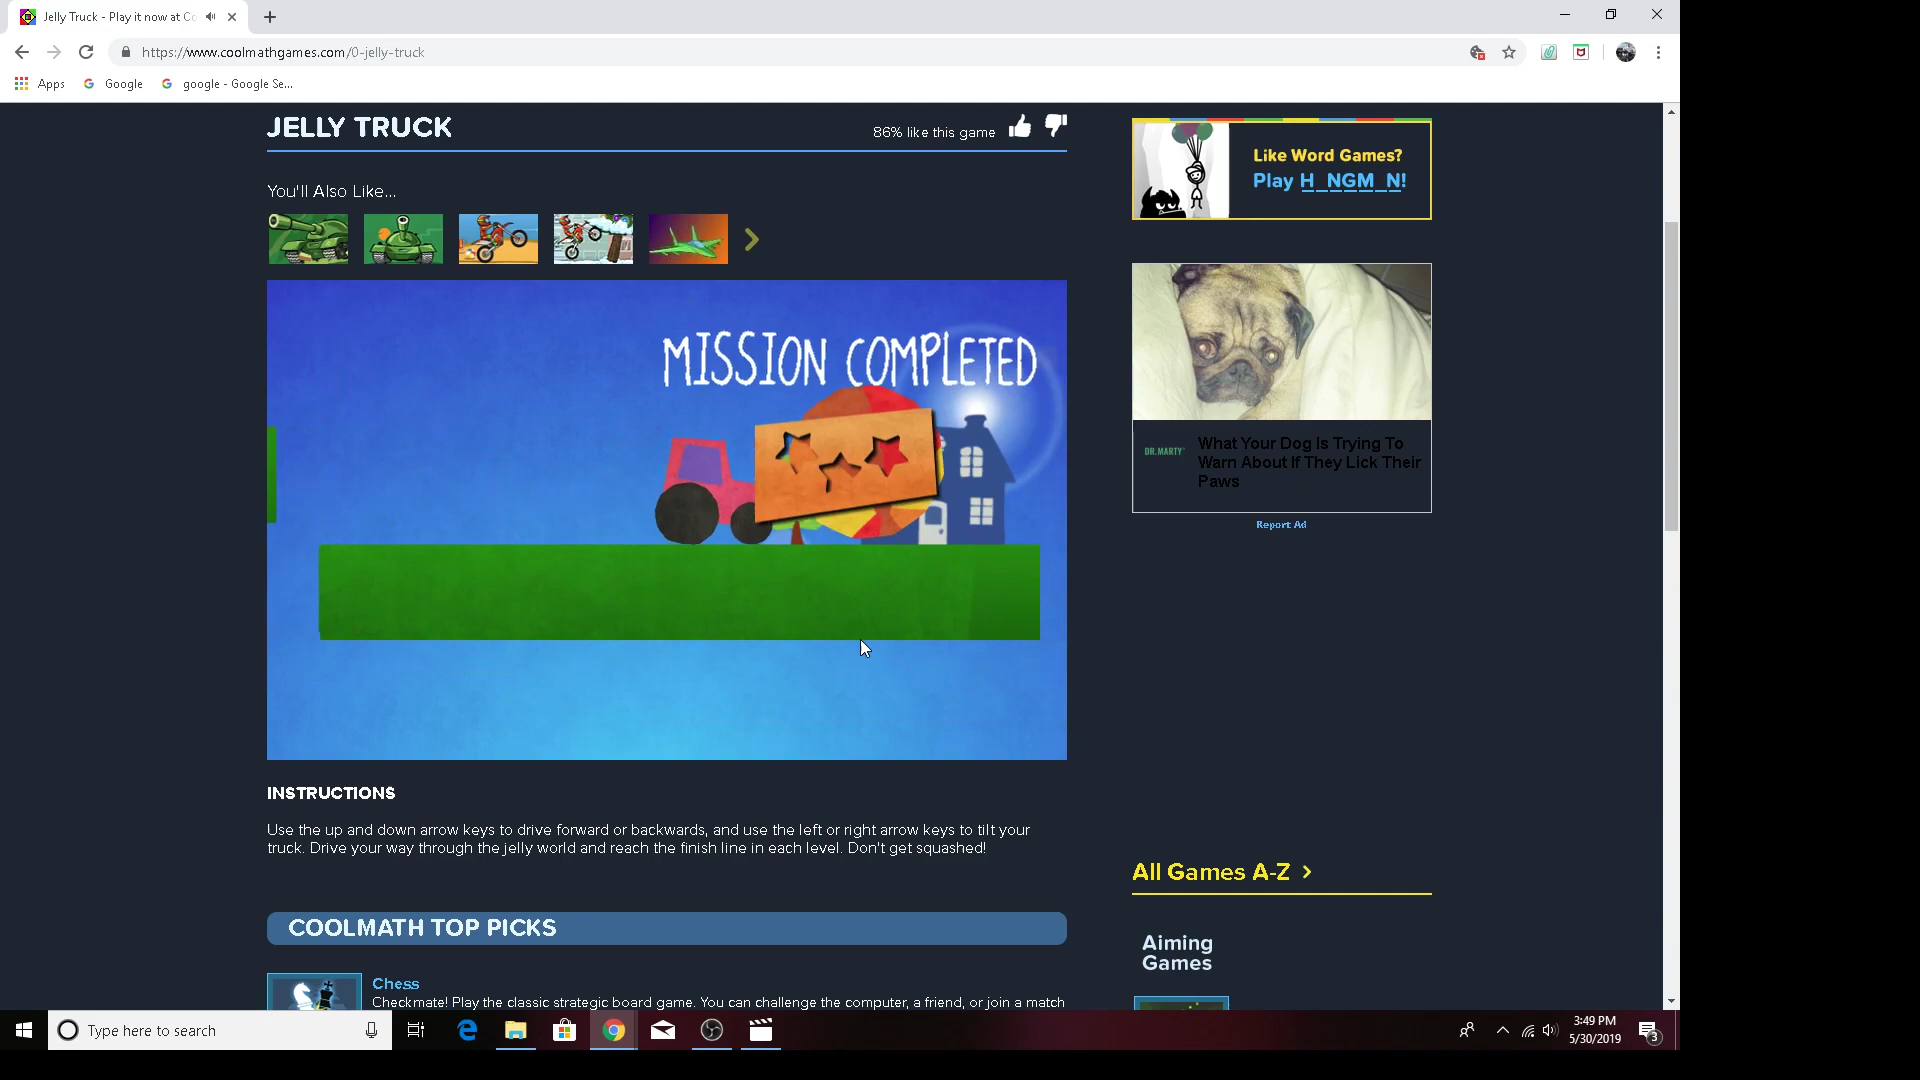 Jelly Truck - Play it now at Co
https://www.coolmathgames.com/0-jelly-truck
Apps
Google
google - Google Se...
JELLY TRUCK
86% like this game
You'll Also Like...
MISSION COMPLETED
INSTRUCTIONS
Use the up and down arrow keys to drive forward or backwards, and use the left or right arrow keys to tilt your
truck. Drive your way through the jelly world and reach the finish line in each level. Don't get squashed!
COOLMATH TOP PICKS
Chess
Checkmate! Play the classic strategic board game. You can challenge the computer, a friend, or join a match
Like Word Games?
Play H_NGM_N!
DR. MARTY
What Your Dog Is Trying To
Warn About If They Lick Their
Paws
Report Ad
All Games A-Z
Aiming
Games
Type here to search
3:49 PM
5/30/2019
3